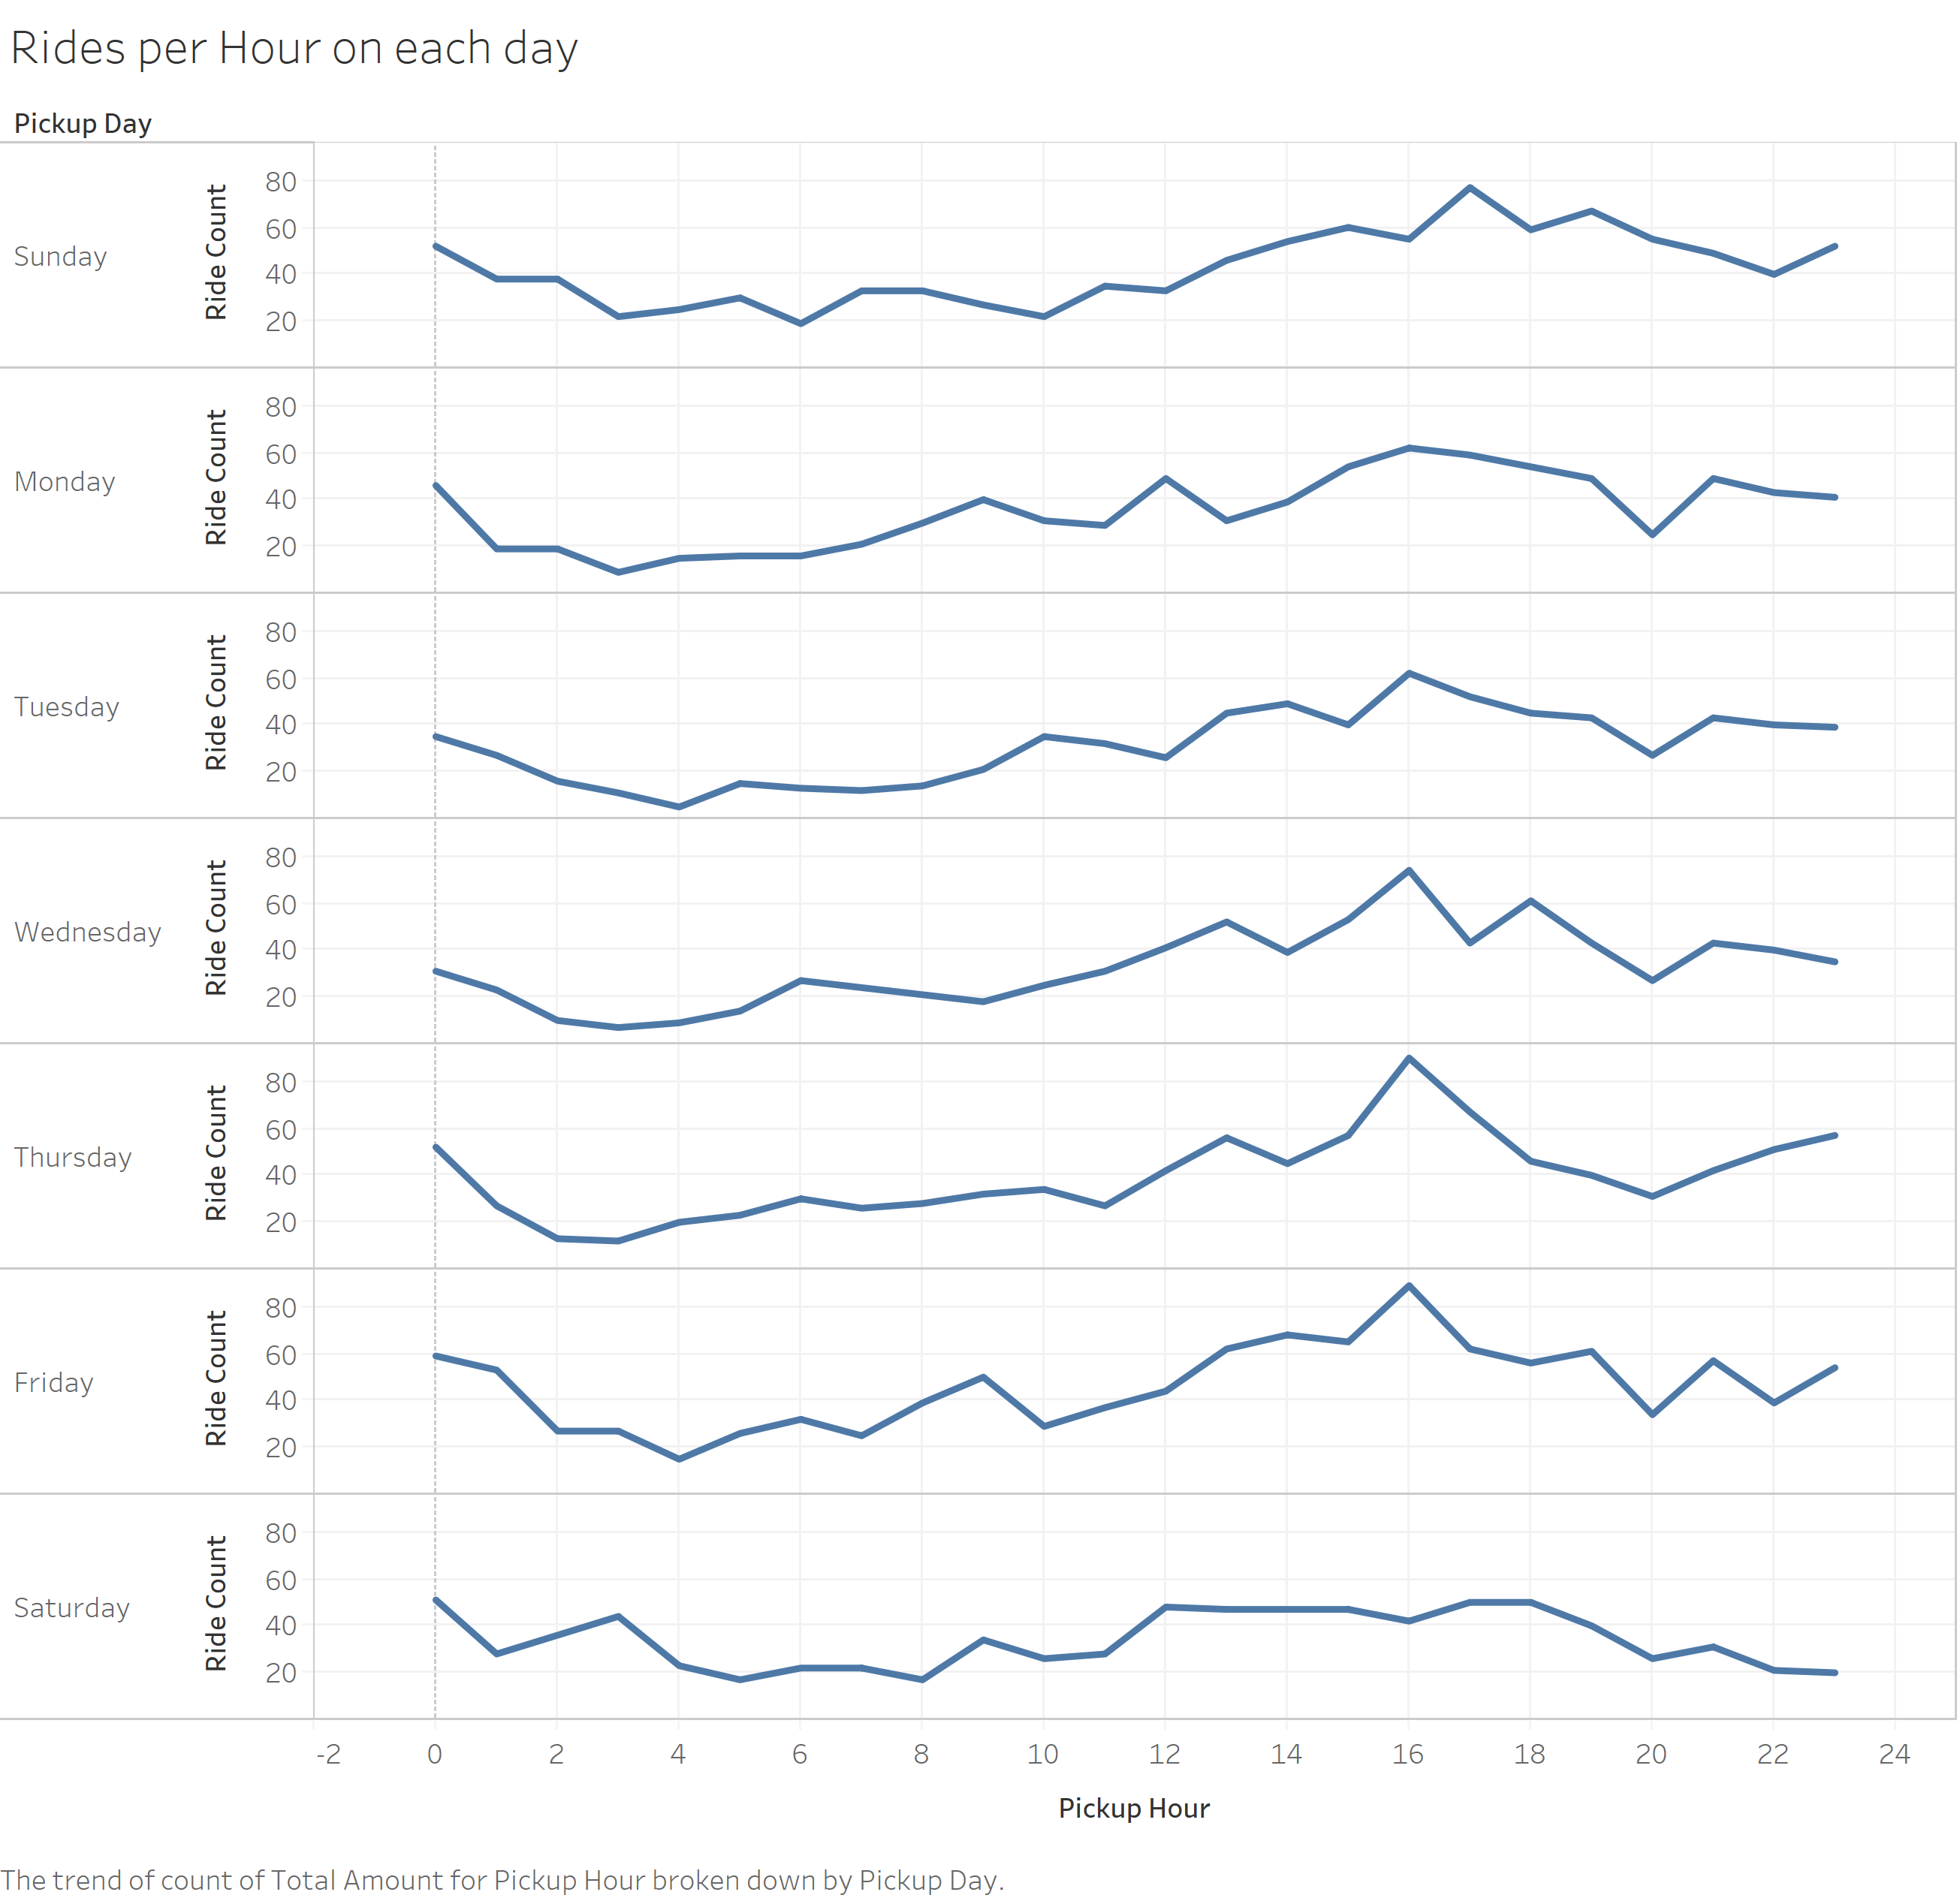 Rides per Hour on each day
Pickup Day
Sunday
Ride Count
80
60
40
20
Monday
Ride Count
80
60
40
20
Tuesday
Ride Count
80
60
40
20
Wednesday
Ride Count
80
60
40
20
Thursday
Ride Count
80
60
40
20
Friday
Ride Count
80
60
40
20
Saturday
Ride Count
80
60
40
20
-2 0 2 4 6 8 10 12 14 16 18 20 22 24
Pickup Hour
The trend of count of Total Amount for Pickup Hour broken down by Pickup Day.